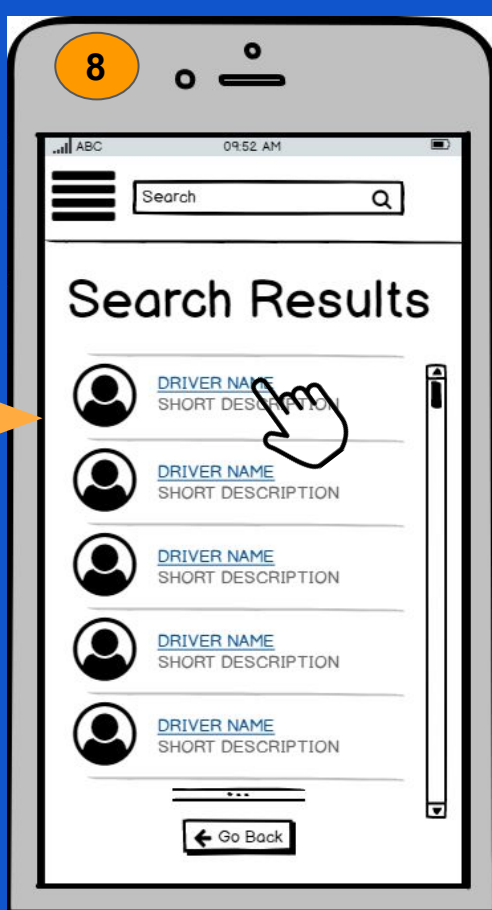 8
ABC 09:52 AM
Search
Search Results
DRIVER NAME
SHORT DESCRIPTION
DRIVER NAME
SHORT DESCRIPTION
DRIVER NAME
SHORT DESCRIPTION
DRIVER NAME
SHORT DESCRIPTION
DRIVER NAME
SHORT DESCRIPTION
...
Go Back